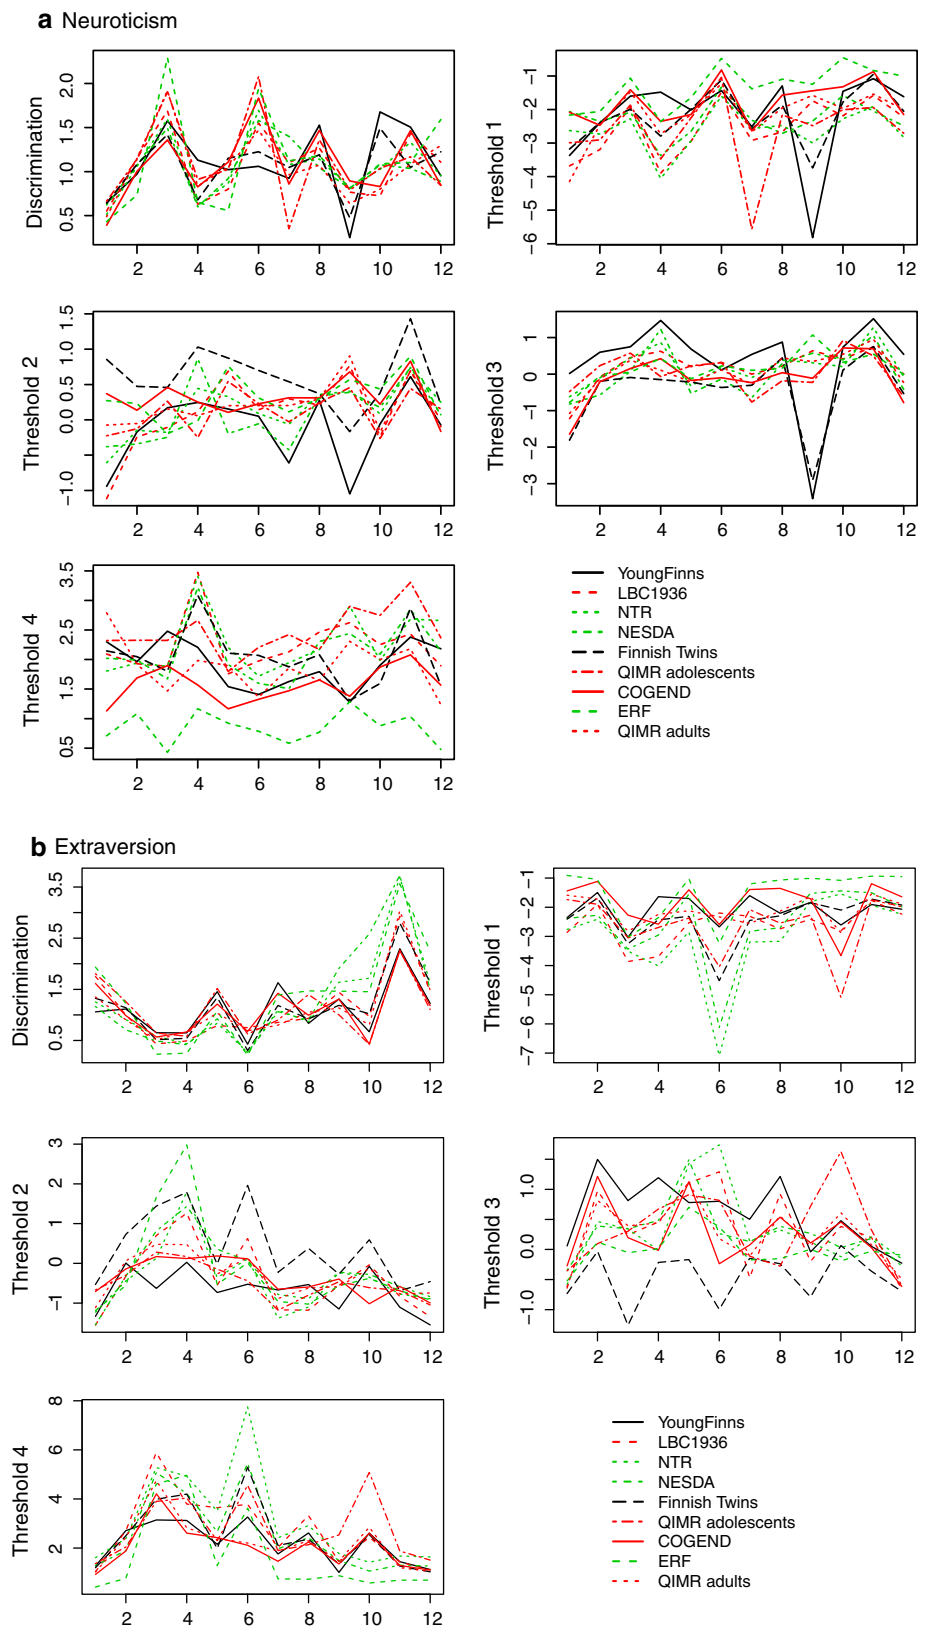 a Neuroticism
Discrimination
0.5 1.0 1.5 2.0
2 4 6 8 10 12
Threshold 1
−6 −5 −4 −3 −2 −1
2 4 6 8 10 12
Threshold 2
−1.0 0.0 0.5 1.0 1.5
2 4 6 8 10 12
Threshold 3
−3 −2 −1 0 1
2 4 6 8 10 12
Threshold 4
0.5 1.5 2.5 3.5
2 4 6 8 10 12
YoungFinns
LBC1936
NTR
NESDA
Finnish Twins
QIMR adolescents
COGEND
ERF
QIMR adults
b Extraversion
Discrimination
0.5 1.5 2.5 3.5
2 4 6 8 10 12
Threshold 1
−7 −6 −5 −4 −3 −2 −1
2 4 6 8 10 12
Threshold 2
−1 0 1 2 3
2 4 6 8 10 12
Threshold 3
−1.0 0.0 1.0
2 4 6 8 10 12
Threshold 4
2 4 6 8
2 4 6 8 10 12
YoungFinns
LBC1936
NTR
NESDA
Finnish Twins
QIMR adolescents
COGEND
ERF
QIMR adults